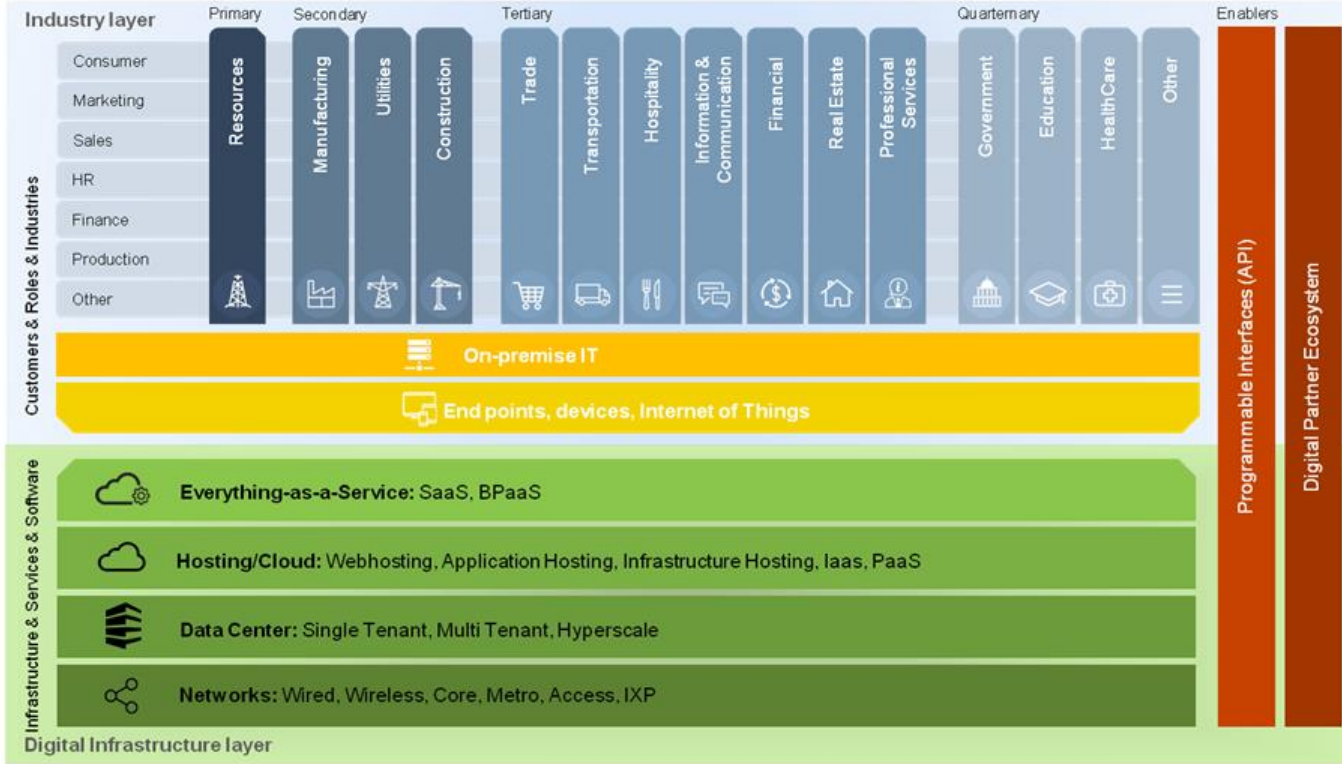 Industry layer
Primary
Secondary
Tertiary
Quarternary
Enablers
Customers & Roles & Industries
Consumer
Marketing
Sales
HR
Finance
Production
Other
Resources
Manufacturing
Utilities
Construction
Trade
Transportation
Hospitality
Information &
Communication
Financial
Real Estate
Professional
Services
Government
Education
HealthCare
Other
On-premise IT
End points, devices, Internet of Things
Programmable Interfaces (API)
Digital Partner Ecosystem
Infrastructure & Services & Software
Everything-as-a-Service: SaaS, BPaaS
Hosting/Cloud: Webhosting, Application Hosting, Infrastructure Hosting, Iaas, PaaS
Data Center: Single Tenant, Multi Tenant, Hyperscale
Networks: Wired, Wireless, Core, Metro, Access, IXP
Digital Infrastructure layer